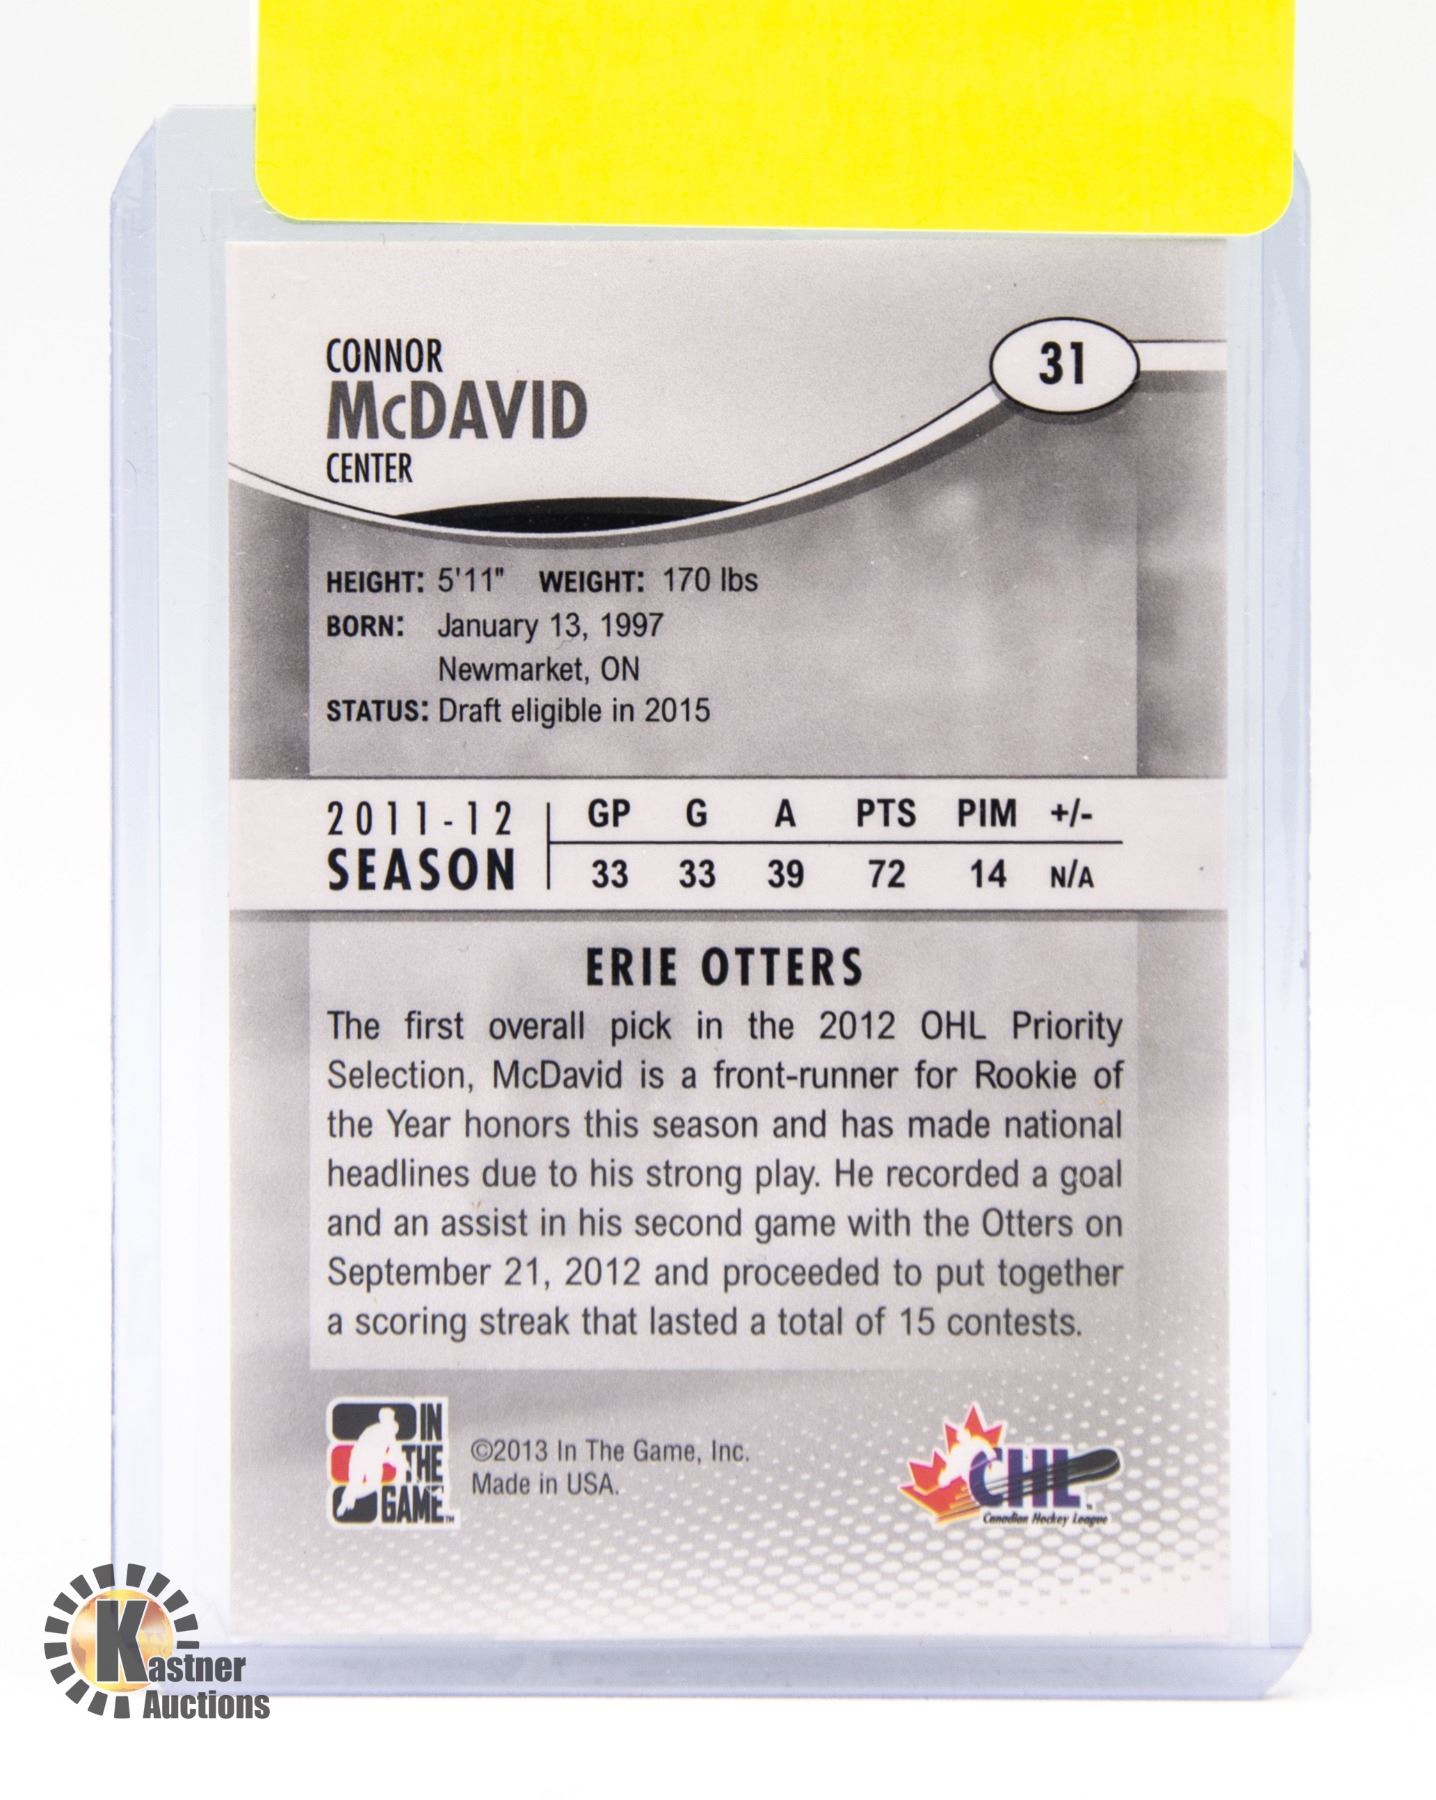 CONNOR
McDAVID
CENTER
31
HEIGHT: 5'11" WEIGHT: 170 lbs
BORN: January 13, 1997
Newmarket, ON
STATUS: Draft eligible in 2015
2011-12 GP G A PTS PIM +/-
SEASON 33 33 39 72 14 N/A
ERIE OTTERS
The first overall pick in the 2012 OHL Priority
Selection, McDavid is a front-runner for Rookie of
the Year honors this season and has made national
headlines due to his strong play. He recorded a goal
and an assist in his second game with the Otters on
September 21, 2012 and proceeded to put together
a scoring streak that lasted a total of 15 contests.
IN
THE
GAME™
©2013 In The Game, Inc.
Made in USA.
CHL
Canadian Hockey League
Kastner
Auctions